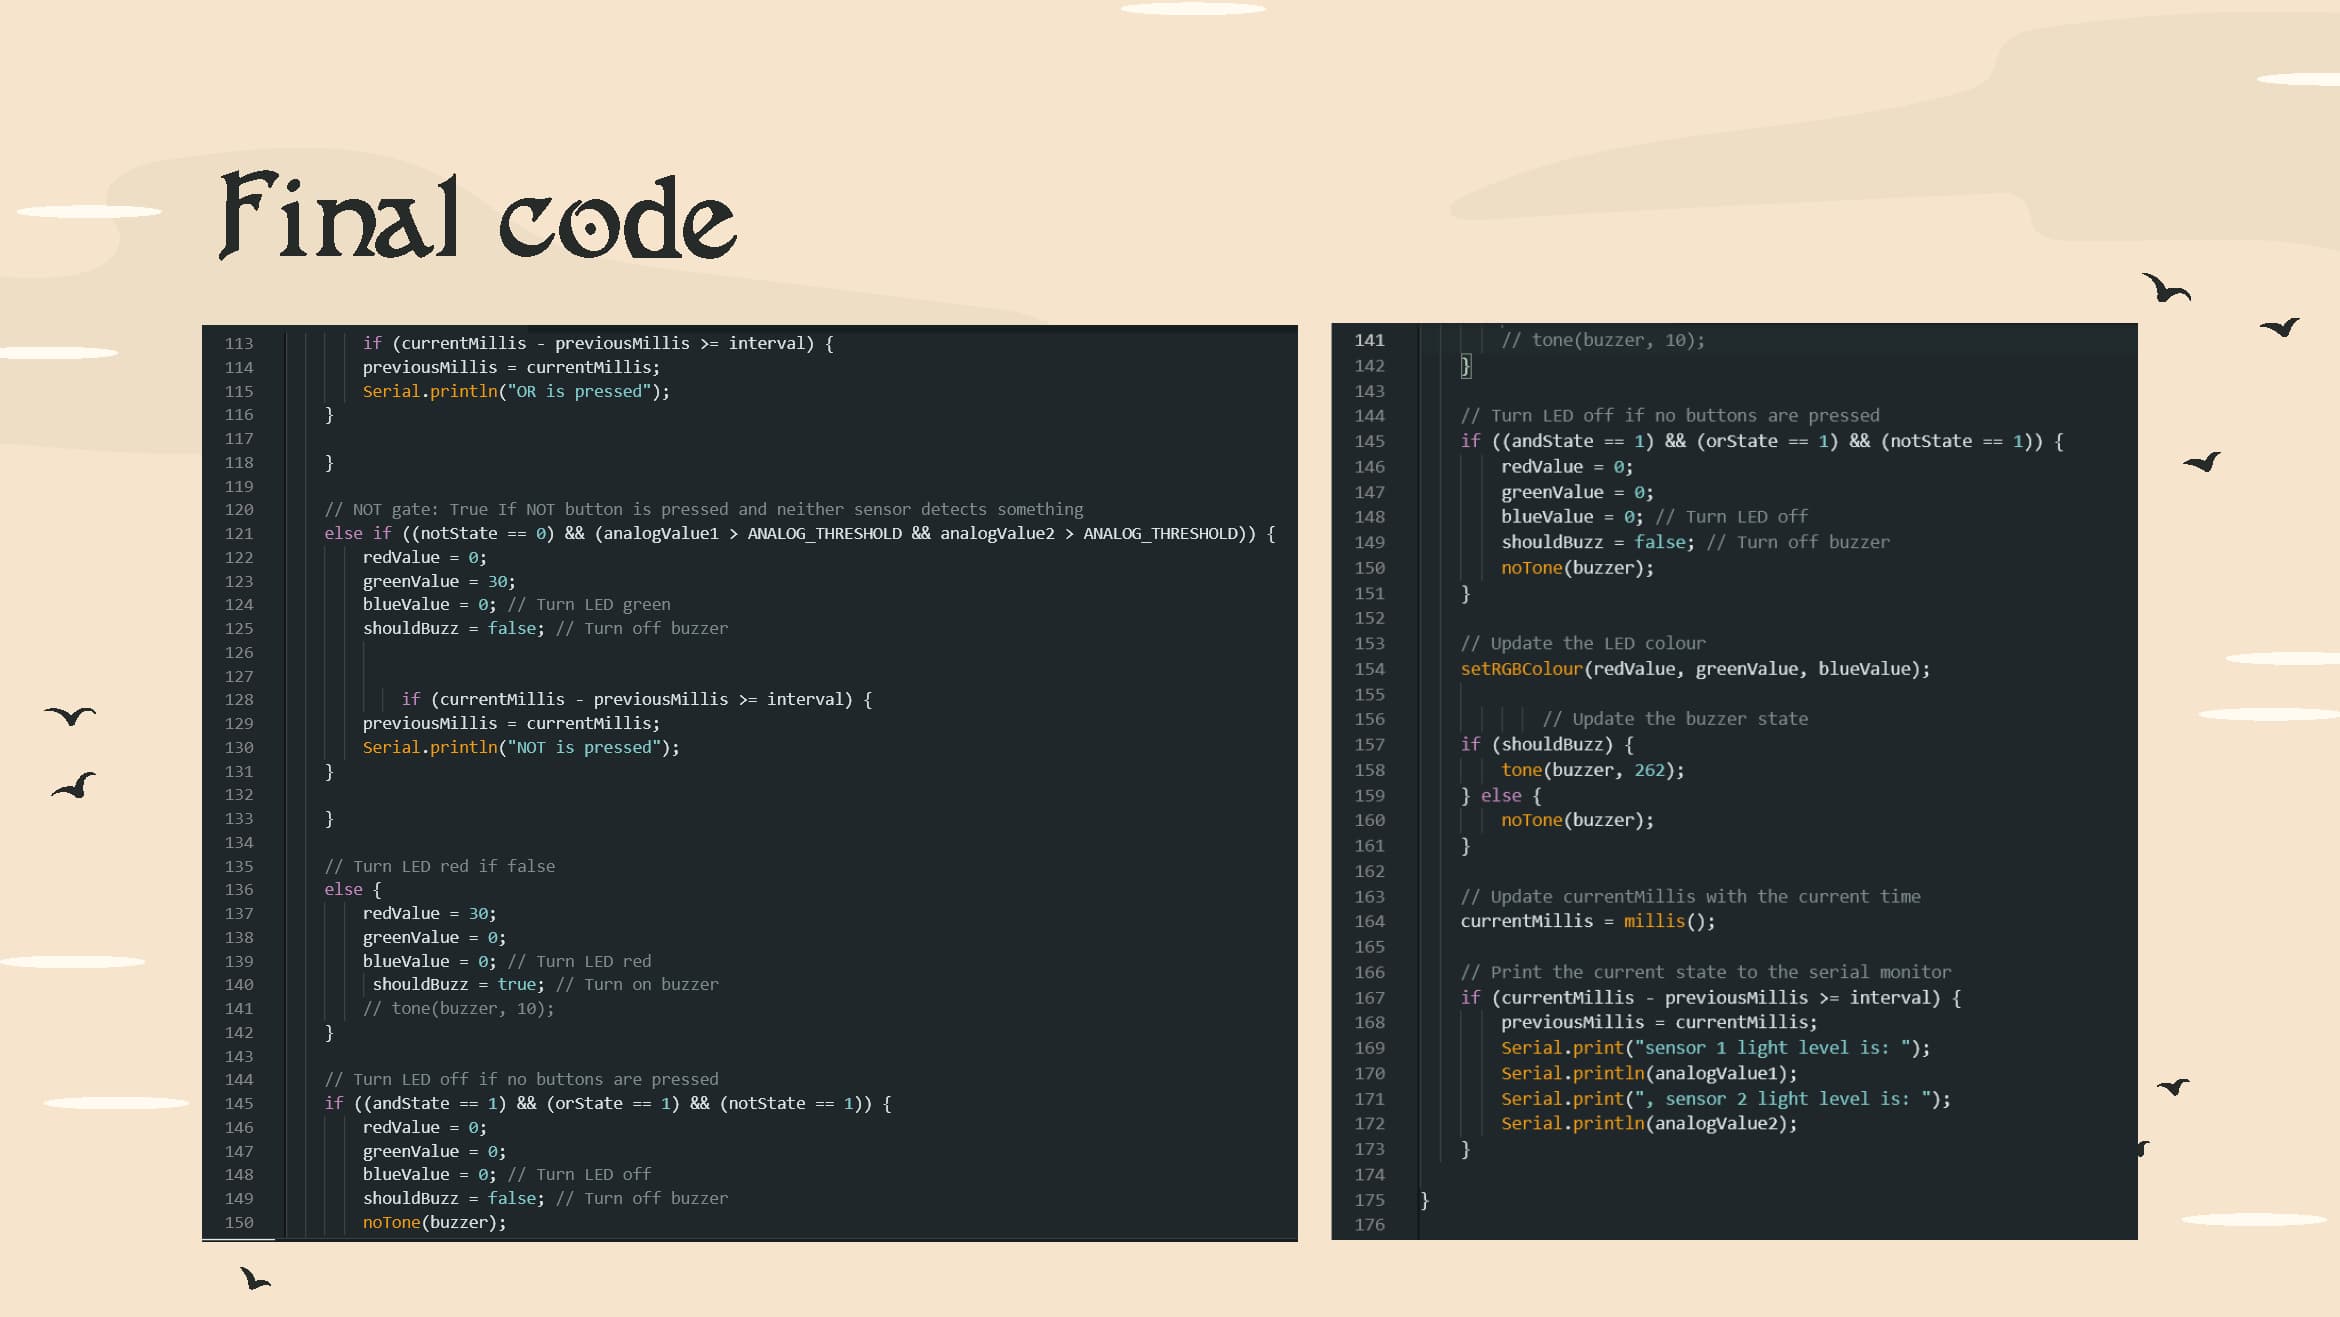 Final code
113 if (currentMillis - previousMillis >= interval) {
114 previousMillis = currentMillis;
115 Serial.println("OR is pressed");
116 }
117
118 }
119
120 // NOT gate: True If NOT button is pressed and neither sensor detects something
121 else if ((notState == 0) && (analogValue1 > ANALOG_THRESHOLD && analogValue2 > ANALOG_THRESHOLD)) {
122 redValue = 0;
123 greenValue = 30;
124 blueValue = 0; // Turn LED green
125 shouldBuzz = false; // Turn off buzzer
126
127
128 if (currentMillis - previousMillis >= interval) {
129 previousMillis = currentMillis;
130 Serial.println("NOT is pressed");
131 }
132
133 }
134
135 // Turn LED red if false
136 else {
137 redValue = 30;
138 greenValue = 0;
139 blueValue = 0; // Turn LED red
140 shouldBuzz = true; // Turn on buzzer
141 // tone(buzzer, 10);
142 }
143
144 // Turn LED off if no buttons are pressed
145 if ((andState == 1) && (orState == 1) && (notState == 1)) {
146 redValue = 0;
147 greenValue = 0;
148 blueValue = 0; // Turn LED off
149 shouldBuzz = false; // Turn off buzzer
150 noTone(buzzer);
141 // tone(buzzer, 10);
142 }
143
144 // Turn LED off if no buttons are pressed
145 if ((andState == 1) && (orState == 1) && (notState == 1)) {
146 redValue = 0;
147 greenValue = 0;
148 blueValue = 0; // Turn LED off
149 shouldBuzz = false; // Turn off buzzer
150 noTone(buzzer);
151 }
152
153 // Update the LED colour
154 setRGBColour(redValue, greenValue, blueValue);
155
156 // Update the buzzer state
157 if (shouldBuzz) {
158 tone(buzzer, 262);
159 } else {
160 noTone(buzzer);
161 }
162
163 // Update currentMillis with the current time
164 currentMillis = millis();
165
166 // Print the current state to the serial monitor
167 if (currentMillis - previousMillis >= interval) {
168 previousMillis = currentMillis;
169 Serial.print("sensor 1 light level is: ");
170 Serial.println(analogValue1);
171 Serial.print(", sensor 2 light level is: ");
172 Serial.println(analogValue2);
173 }
174
175 }
176